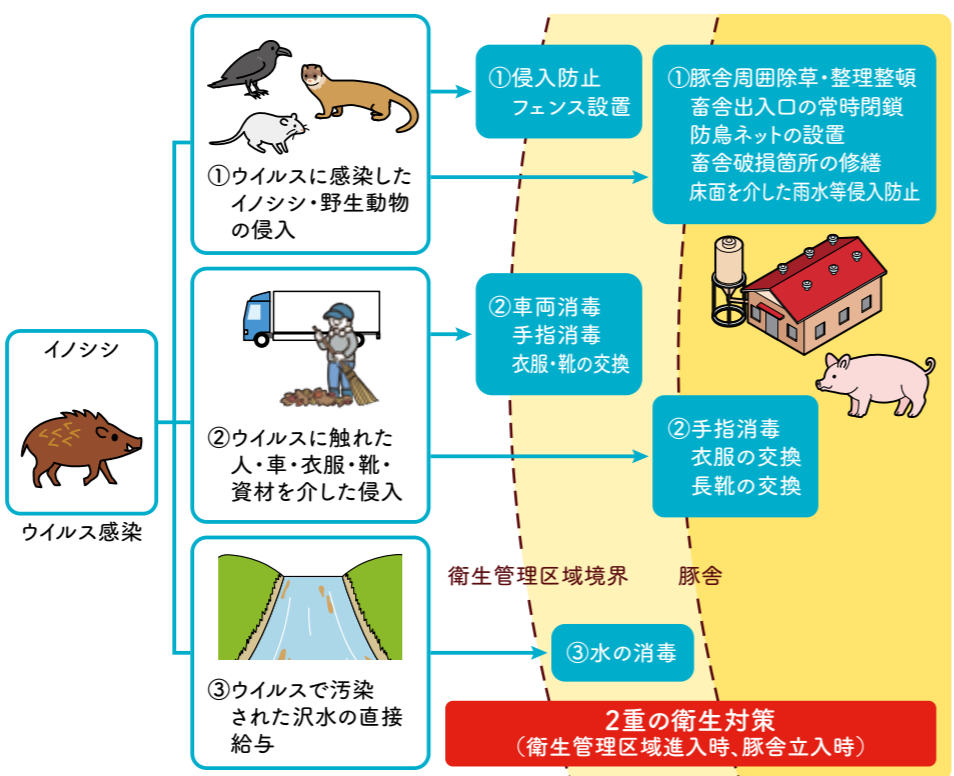 イノシシ
ウイルス感染
①ウイルスに感染した
イノシシ・野生動物
の侵入
②ウイルスに触れた
人・車・衣服・靴・
資材を介した侵入
③ウイルスで汚染
された沢水の直接
給与
①侵入防止
フェンス設置
②車両消毒
手指消毒
衣服・靴の交換
①豚舎周囲除草・整理整頓
畜舎出入口の常時閉鎖
防鳥ネットの設置
畜舎破損箇所の修繕
床面を介した雨水等侵入防止
②手指消毒
衣服の交換
長靴の交換
衛生管理区域境界
豚舎
③水の消毒
2重の衛生対策
（衛生管理区域進入時、豚舎立入時）